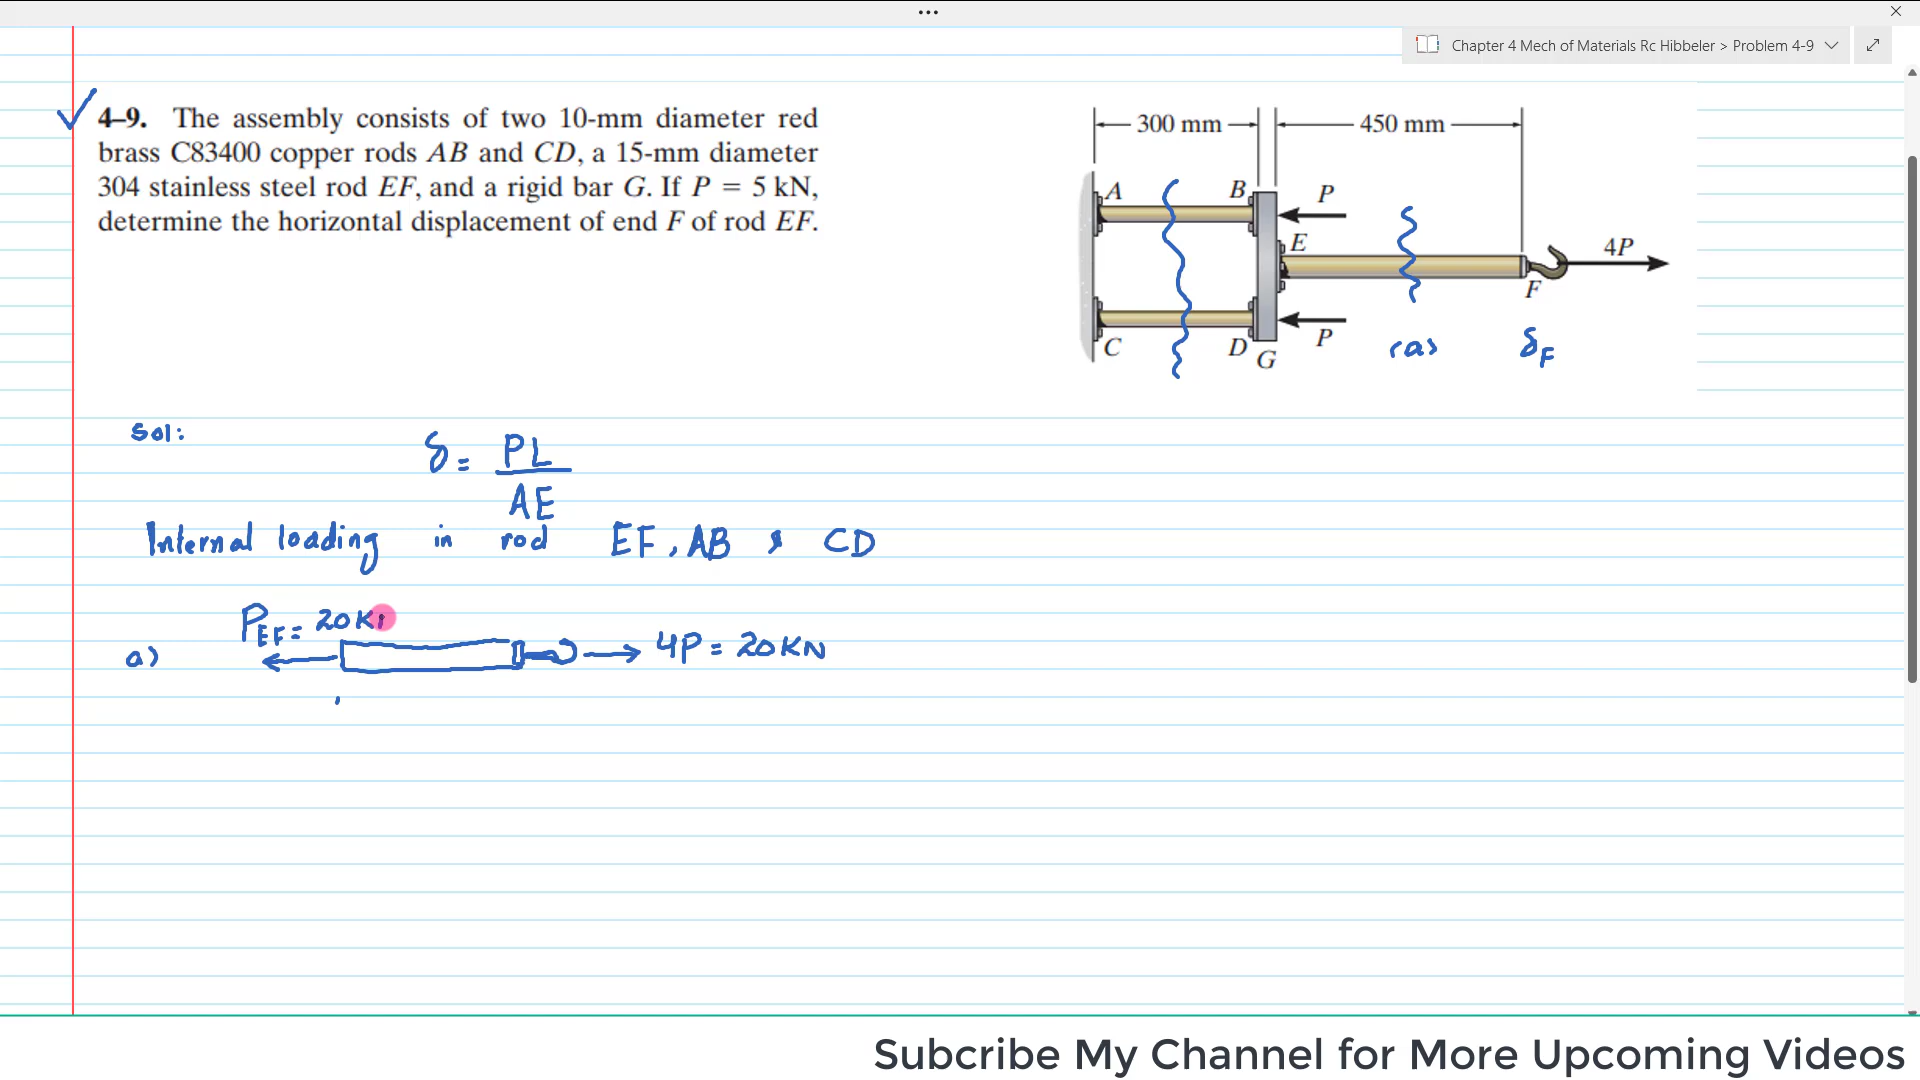 ...
Chapter 4 Mech of Materials Rc Hibbeler > Problem 4-9
4–9. The assembly consists of two 10-mm diameter red
brass C83400 copper rods AB and CD, a 15-mm diameter
304 stainless steel rod EF, and a rigid bar G. If P = 5 kN,
determine the horizontal displacement of end F of rod EF.
300 mm
450 mm
A
B
P
E
4P
F
C
D
G
P
δF
Sol:
δ = PL
AE
Internal loading in rod EF, AB & CD
PEF = 20K
a)
4P = 20KN
Subcribe My Channel for More Upcoming Videos